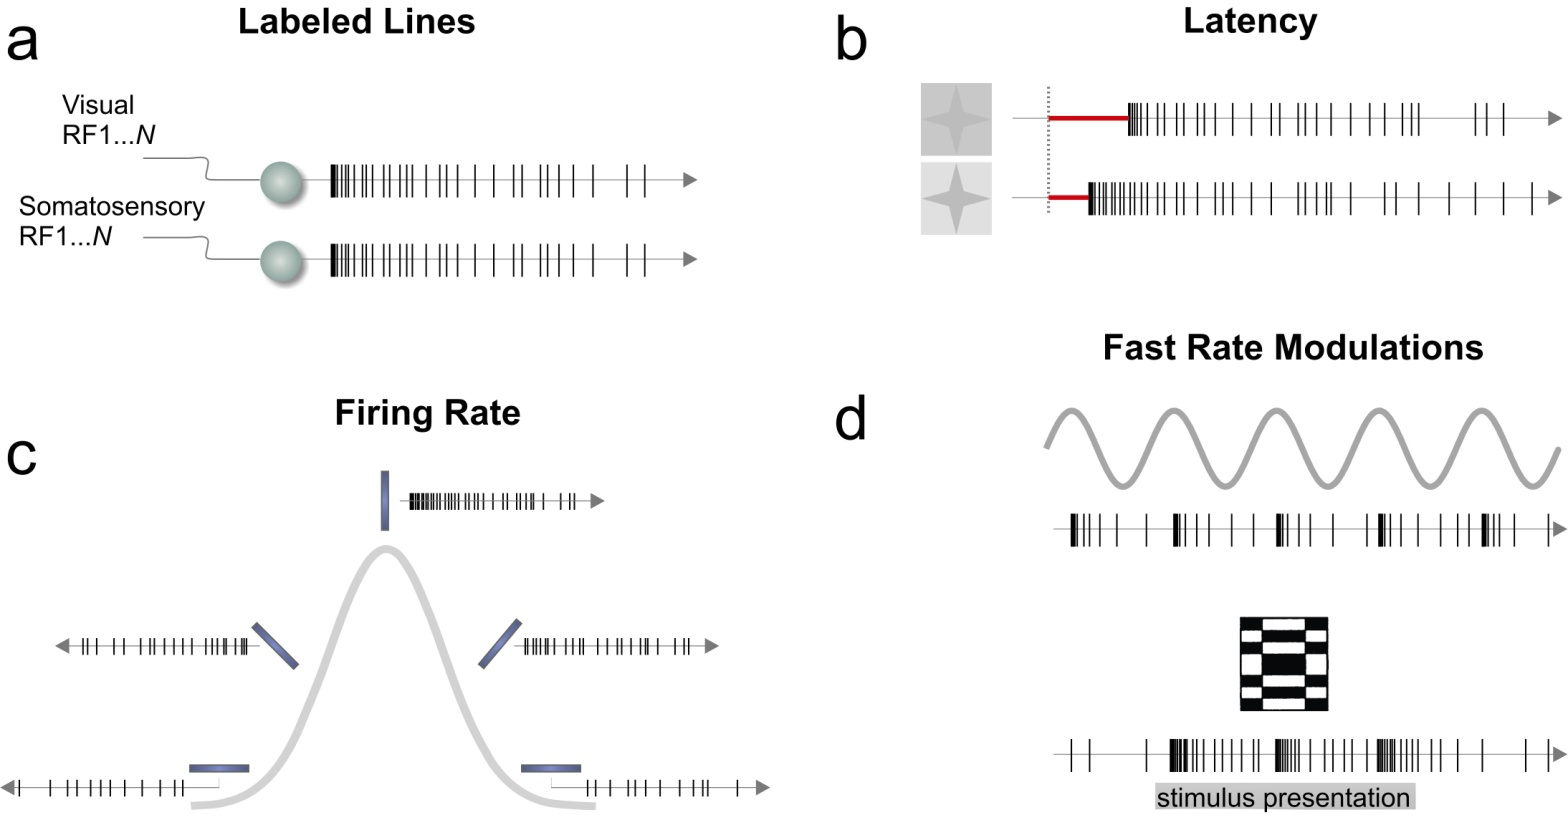 a
Labeled Lines
Visual
RF1...N
Somatosensory
RF1...N
b
Latency
c
Firing Rate
d
Fast Rate Modulations
stimulus presentation